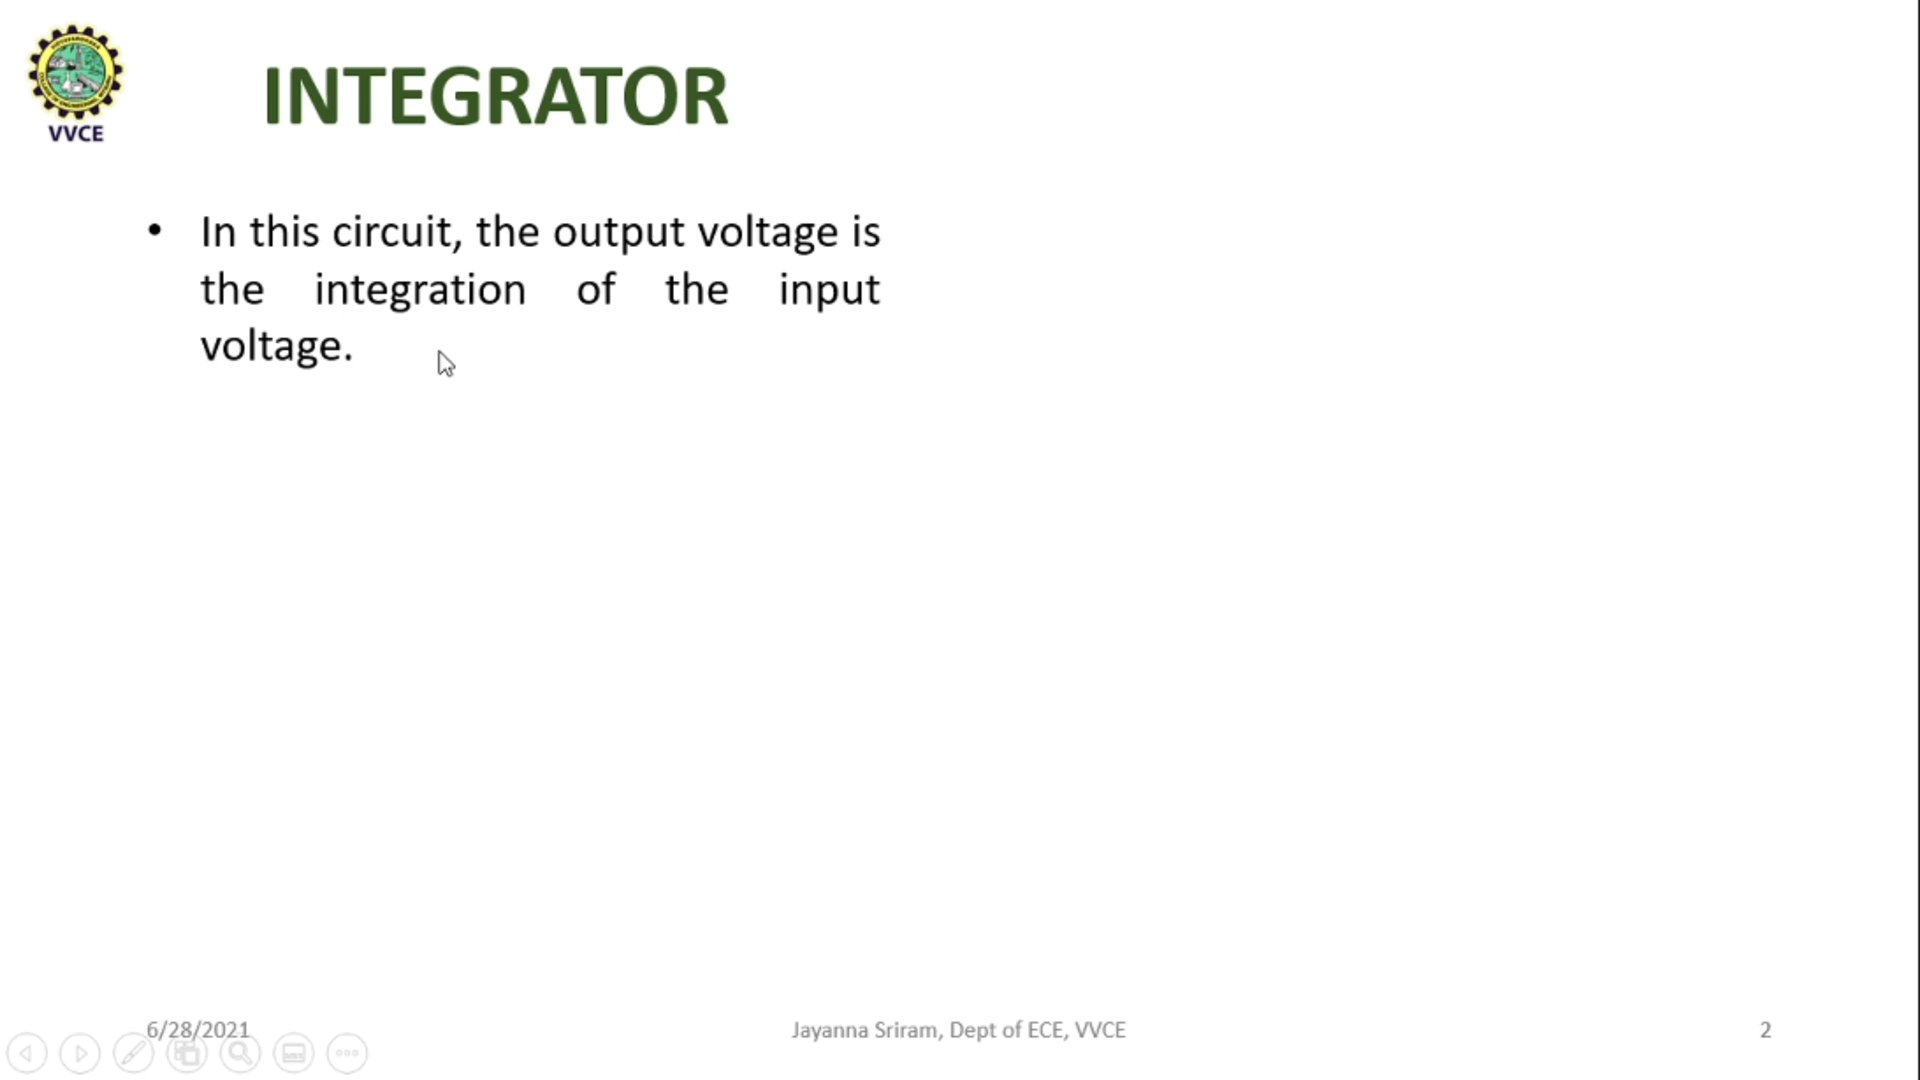 VVCE
INTEGRATOR
• In this circuit, the output voltage is
the integration of the input
voltage.
6/28/2021
Jayanna Sriram, Dept of ECE, VVCE
2